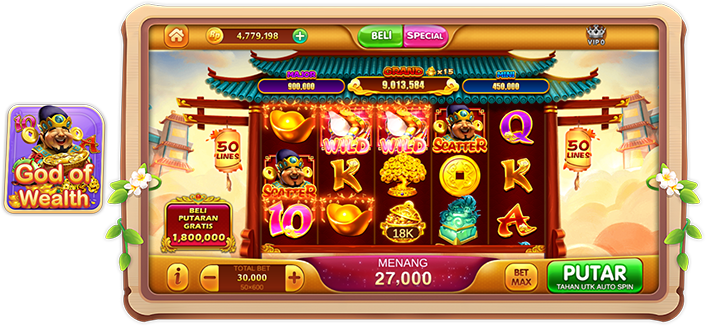 God of
Wealth
Rp
4,779,198
BELI
SPECIAL
VIP0
MAJOR
900,000
GRAND
x15
9,013,584
MINI
450,000
50
LINES
50
LINES
WILD
WILD
SCATTER
Q
SCATTER
K
K
10
18K
A
BELI
PUTARAN
GRATIS
1,800,000
i
TOTAL BET
30.000
50×600
MENANG
27,000
BET
MAX
PUTAR
TAHAN UTK AUTO SPIN